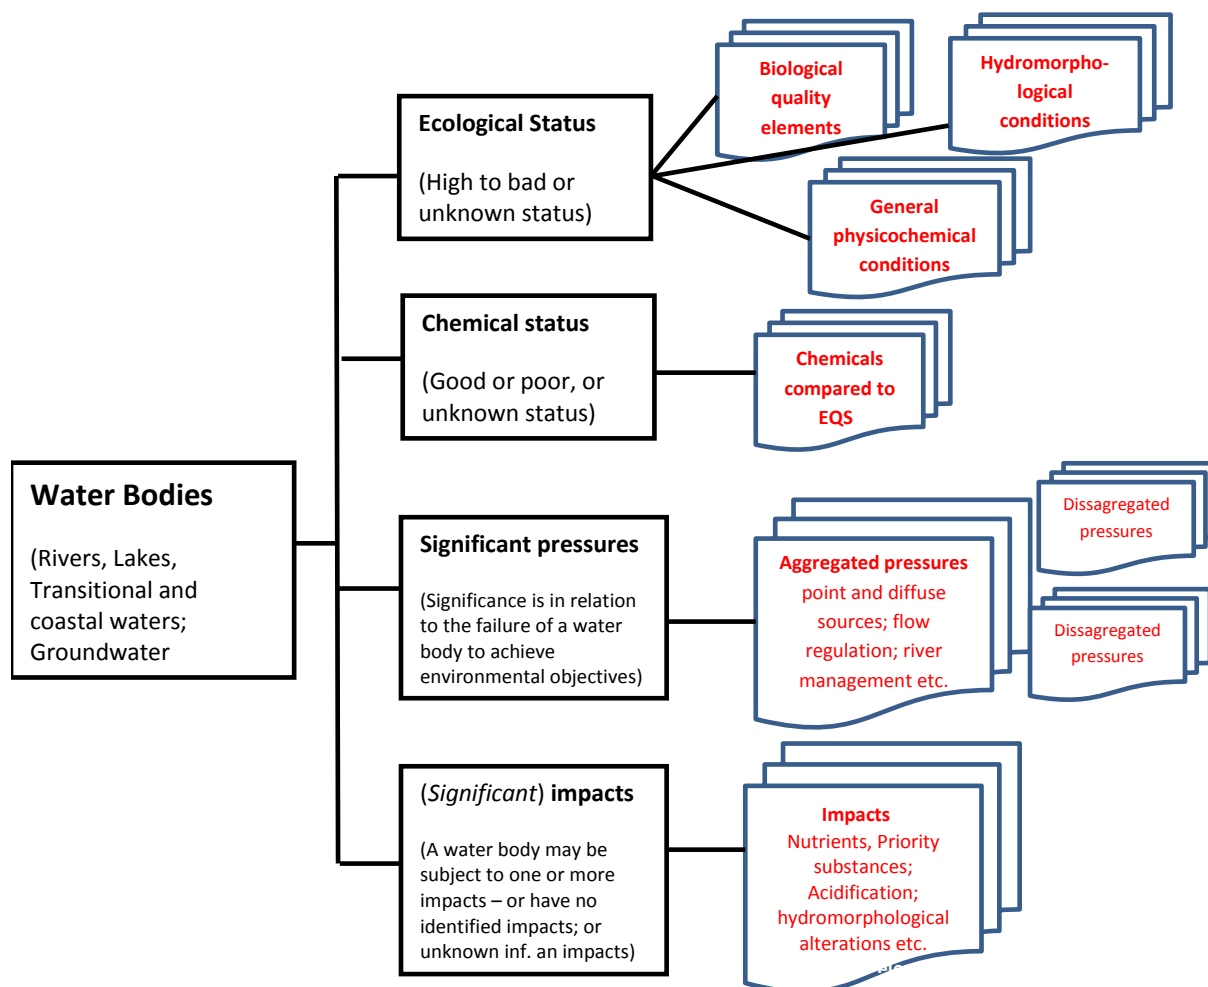 Water Bodies
(Rivers, Lakes,
Transitional and
coastal waters;
Groundwater
Ecological Status
(High to bad or
unknown status)
Biological
quality
elements
Hydromorpho-
logical
conditions
General
physicochemical
conditions
Chemical status
(Good or poor, or
unknown status)
Chemicals
compared to
EQS
Significant pressures
(Significance is in relation
to the failure of a water
body to achieve
environmental objectives)
Aggregated pressures
point and diffuse
sources; flow
regulation; river
management etc.
Dissagregated
pressures
Dissagregated
pressures
(Significant) impacts
(A water body may be
subject to one or more
impacts – or have no
identified impacts; or
unknown inf. an impacts)
Impacts
Nutrients, Priority
substances;
Acidification;
hydromorphological
alterations etc.